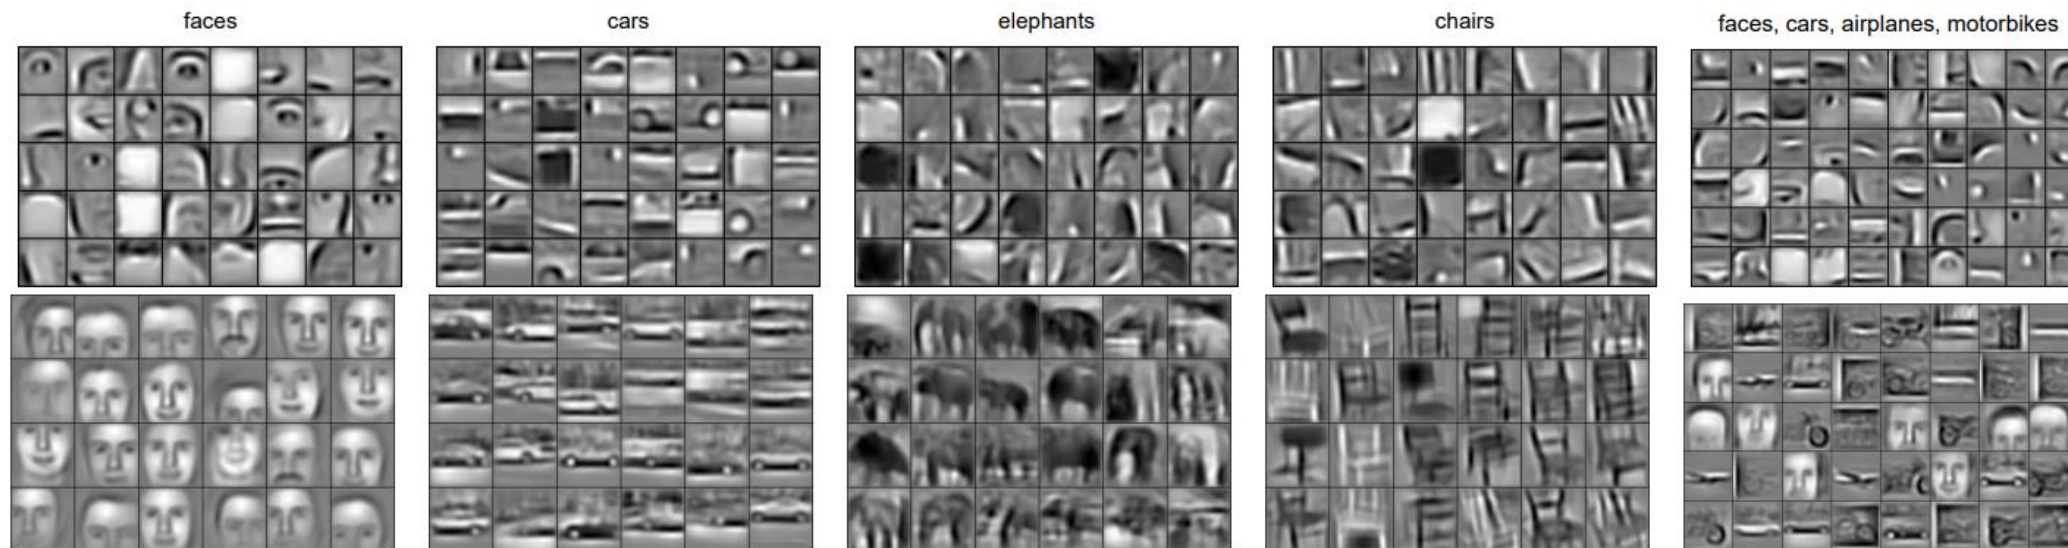 faces
cars
elephants
chairs
faces, cars, airplanes, motorbikes